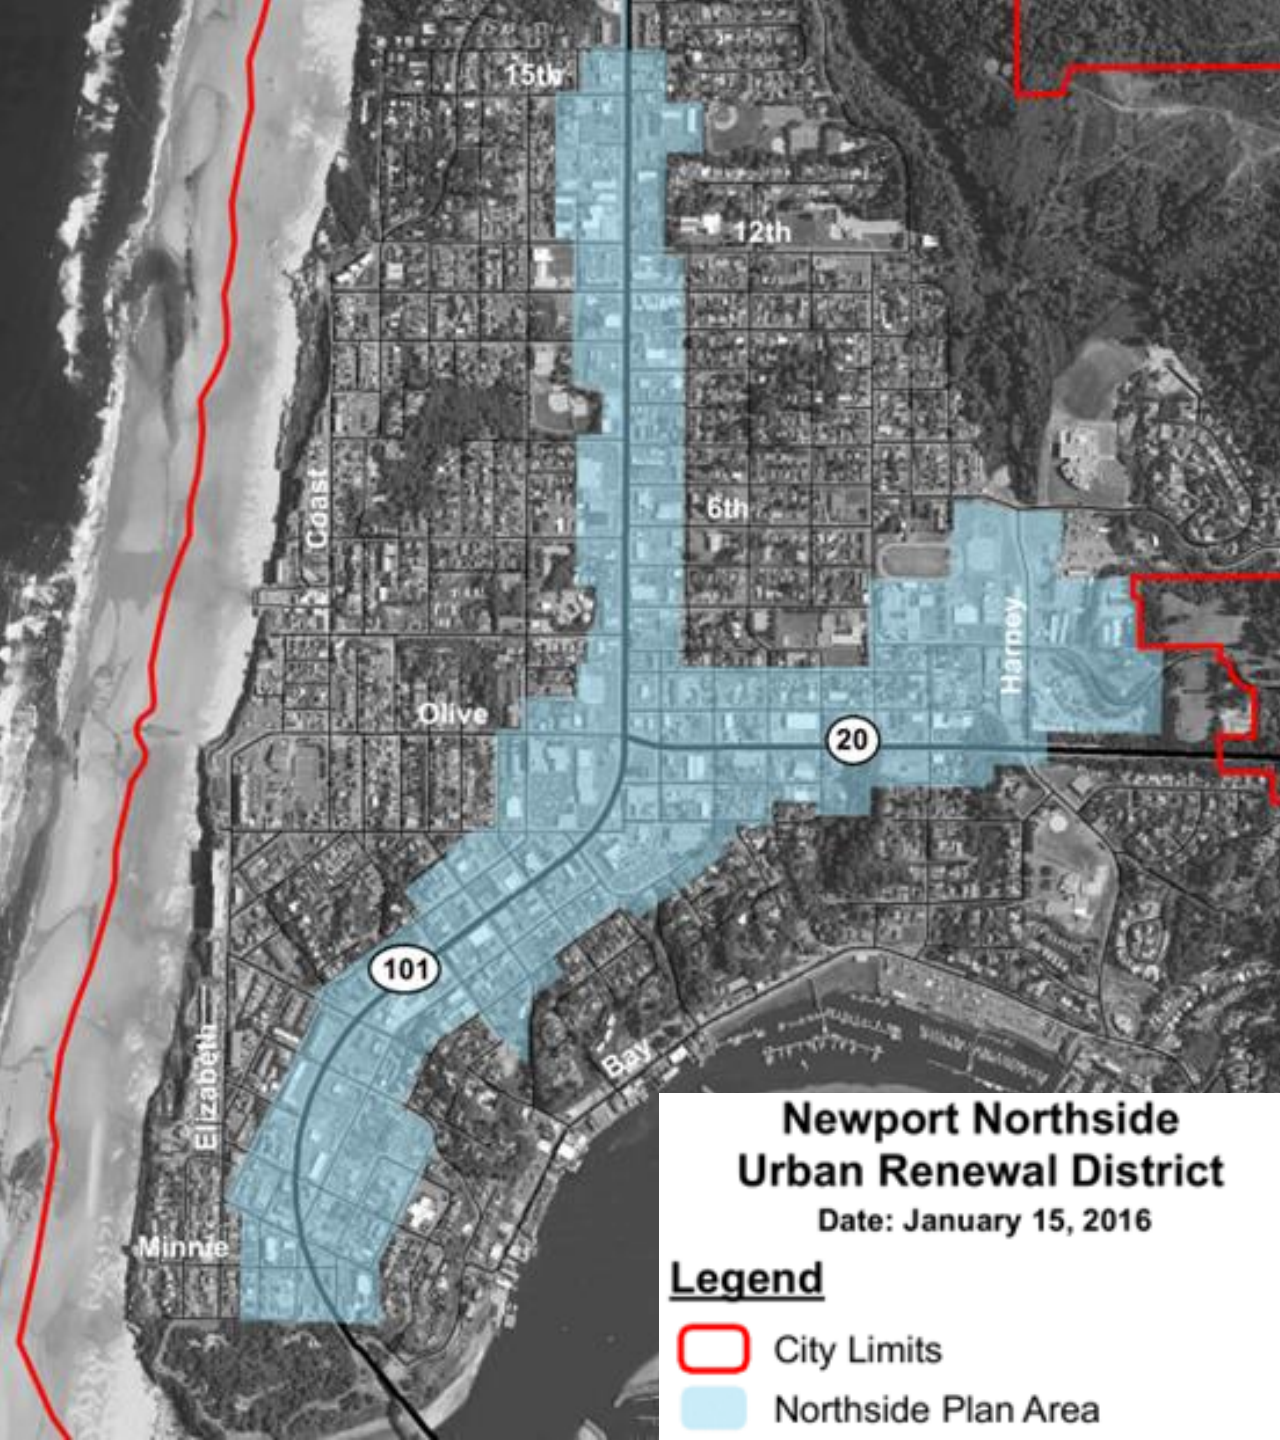 15th
12th
Coast
6th
Harney
Olive
20
101
Elizabeth
Bay
Minnie
Newport Northside
Urban Renewal District
Date: January 15, 2016
Legend
City Limits
Northside Plan Area